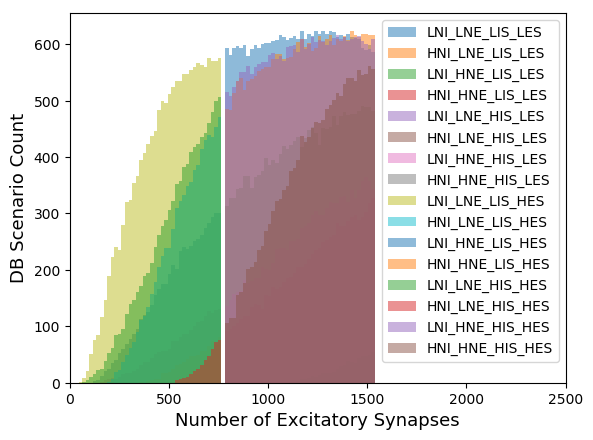 600
500
400
300
200
100
0
DB Scenario Count
0 500 1000 1500 2000 2500
Number of Excitatory Synapses
LNI_LNE_LIS_LES
HNI_LNE_LIS_LES
LNI_HNE_LIS_LES
HNI_HNE_LIS_LES
LNI_LNE_HIS_LES
HNI_LNE_HIS_LES
LNI_HNE_HIS_LES
HNI_HNE_HIS_LES
LNI_LNE_LIS_HES
HNI_LNE_LIS_HES
LNI_HNE_LIS_HES
HNI_HNE_LIS_HES
LNI_LNE_HIS_HES
HNI_LNE_HIS_HES
LNI_HNE_HIS_HES
HNI_HNE_HIS_HES